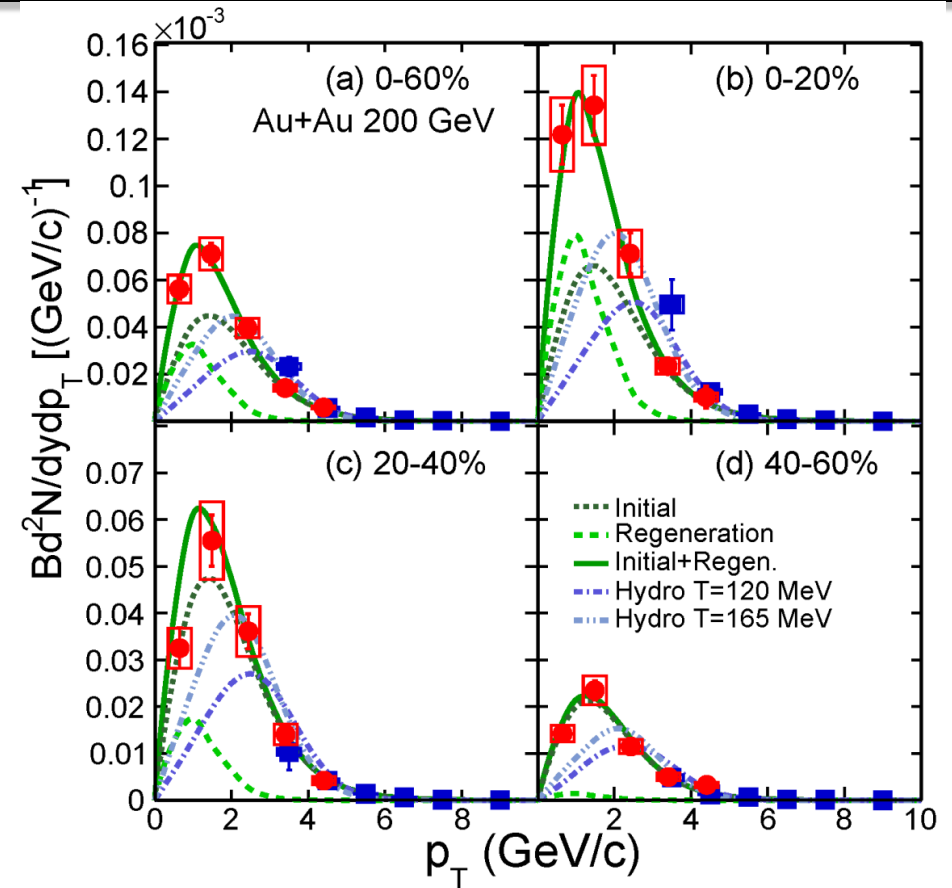 ×10⁻³
0.16
0.14
0.12
0.1
0.08
0.06
0.04
0.02
(a) 0-60%
Au+Au 200 GeV
(b) 0-20%
0.07
0.06
0.05
0.04
0.03
0.02
0.01
0
(c) 20-40%
(d) 40-60%
Initial
Regeneration
Initial+Regen.
Hydro T=120 MeV
Hydro T=165 MeV
Bd²N/dydp_T [(GeV/c)⁻¹]
0 2 4 6 8 2 4 6 8 10
p_T (GeV/c)